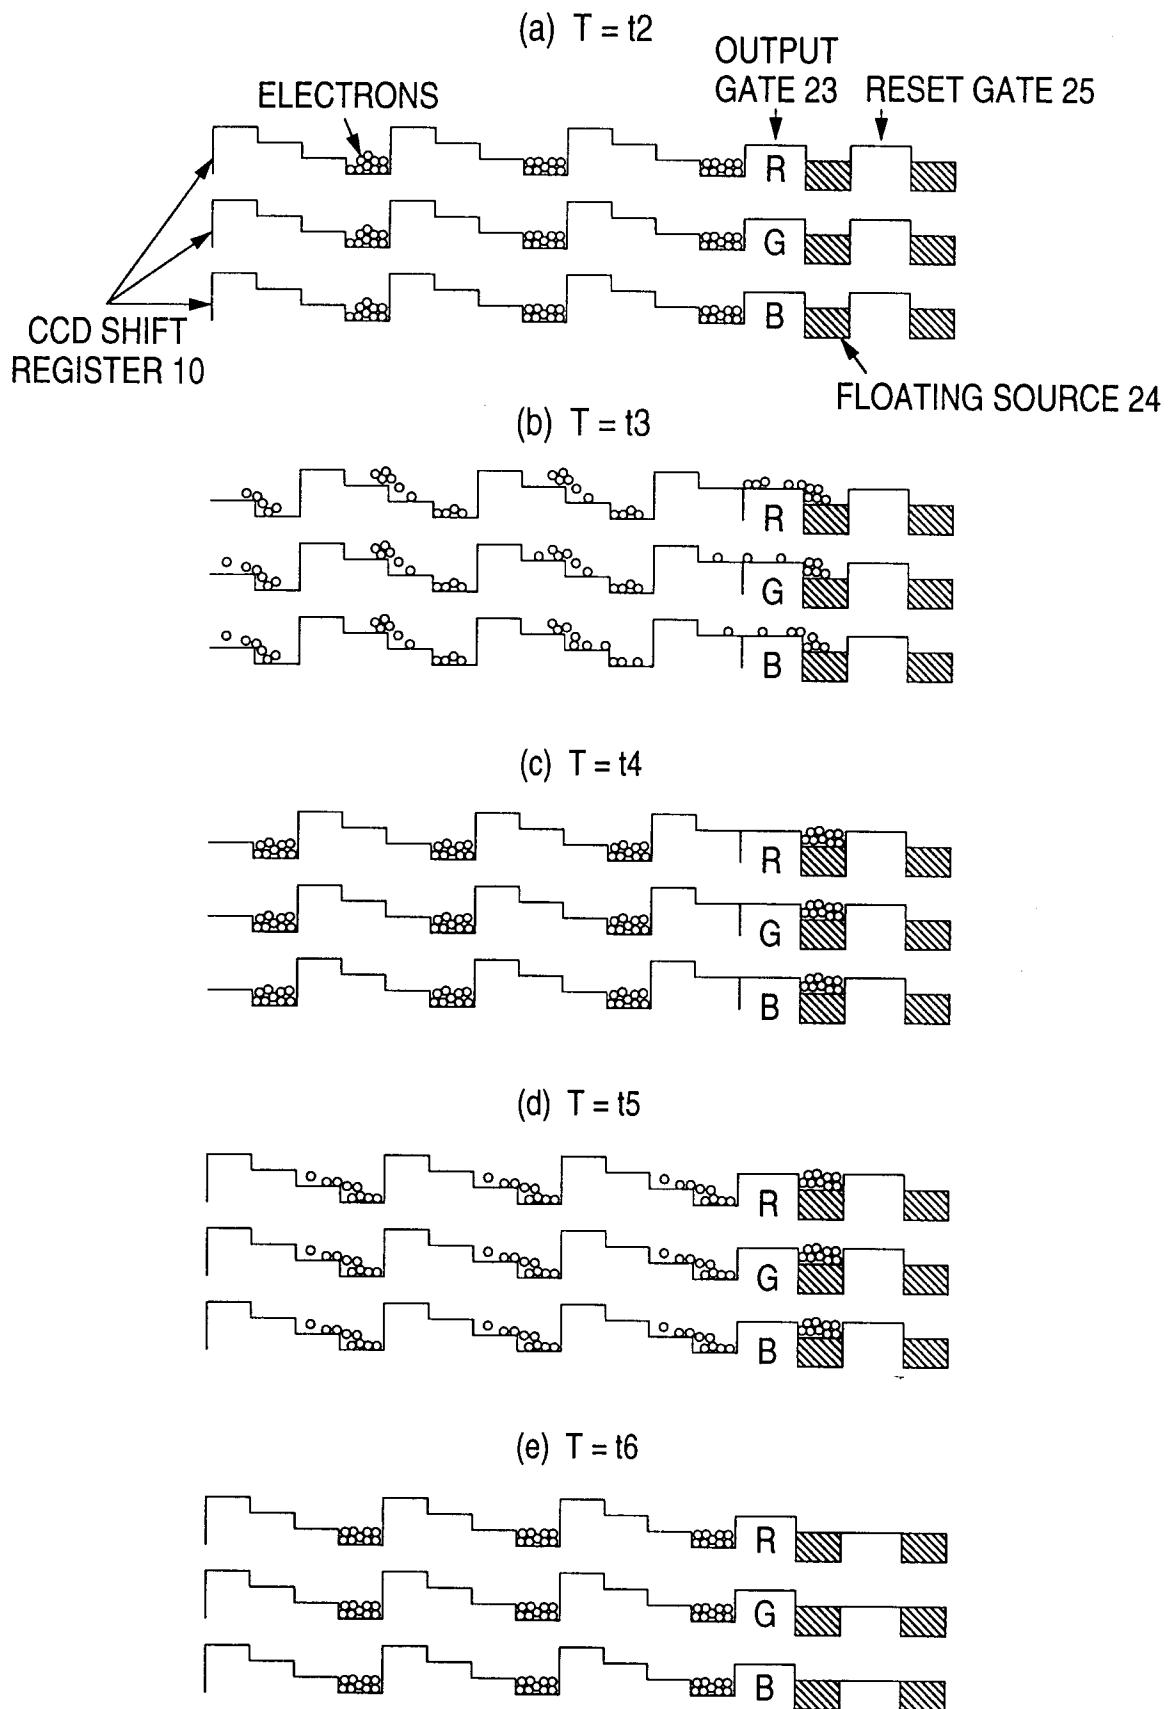 (a) T = t2
OUTPUT
GATE 23
RESET GATE 25
ELECTRONS
R
G
B
CCD SHIFT
REGISTER 10
FLOATING SOURCE 24
(b) T = t3
R
G
B
(c) T = t4
R
G
B
(d) T = t5
R
G
B
(e) T = t6
R
G
B